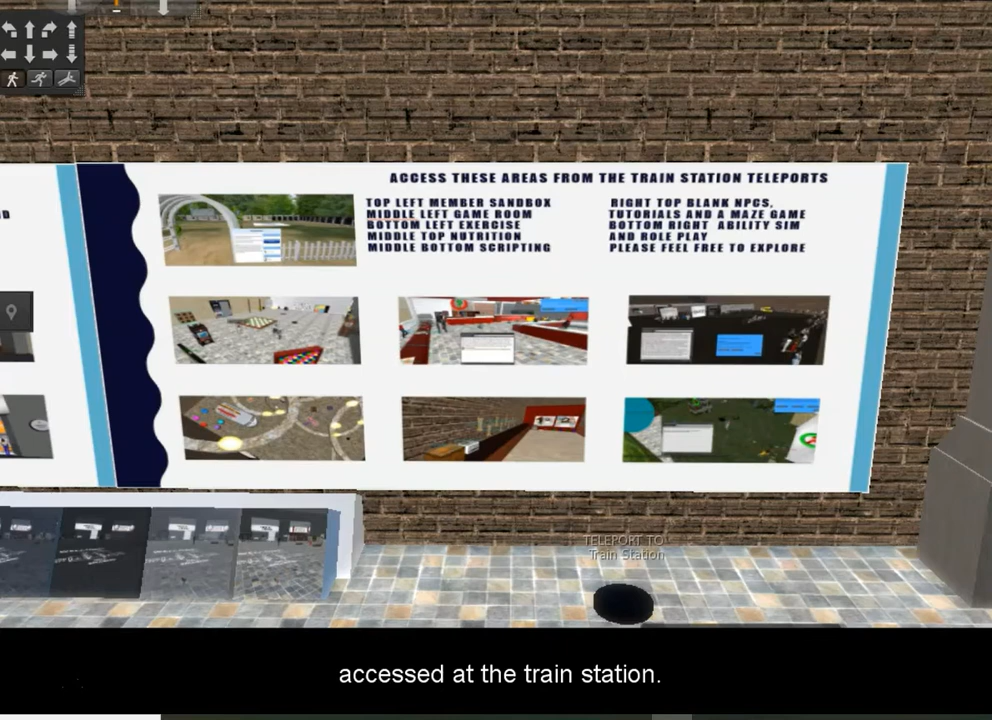 ACCESS THESE AREAS FROM THE TRAIN STATION TELEPORTS
TOP LEFT MEMBER SANDBOX
MIDDLE LEFT GAME ROOM
BOTTOM LEFT EXERCISE
MIDDLE TOP NUTRITION
MIDDLE BOTTOM SCRIPTING
RIGHT TOP BLANK NPCS,
TUTORIALS AND A MAZE GAME
BOTTOM RIGHT ABILITY SIM
AND ROLE PLAY
PLEASE FEEL FREE TO EXPLORE
TELEPORT TO
Train Station
accessed at the train station.